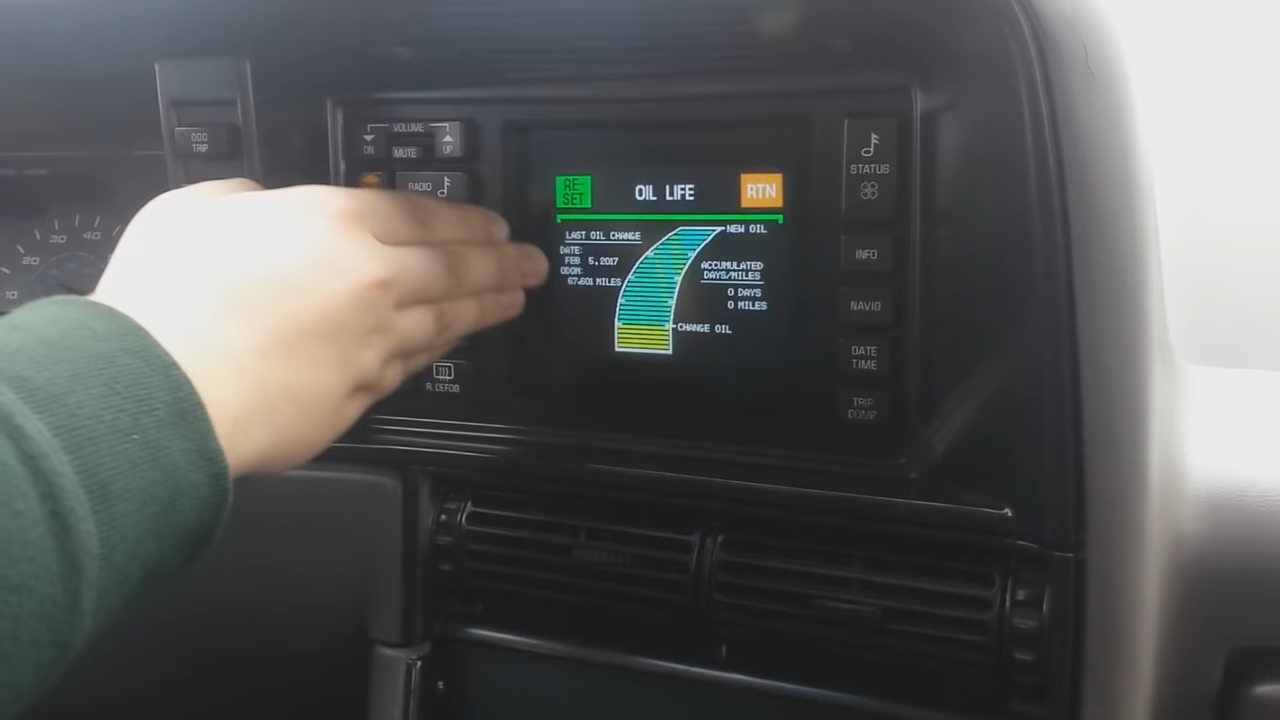 ODO
TRIP
VOLUME
DN
MUTE
UP
RADIO
10
20
30
40
R. DEFOG
RE-
SET
OIL LIFE
RTN
LAST OIL CHANGE
DATE:
FEB 5,2017
ODOM:
67,601 MILES
NEW OIL
ACCUMULATED
DAYS/MILES
0 DAYS
0 MILES
CHANGE OIL
STATUS
INFO
NAVIG
DATE
TIME
TRIP
COMP